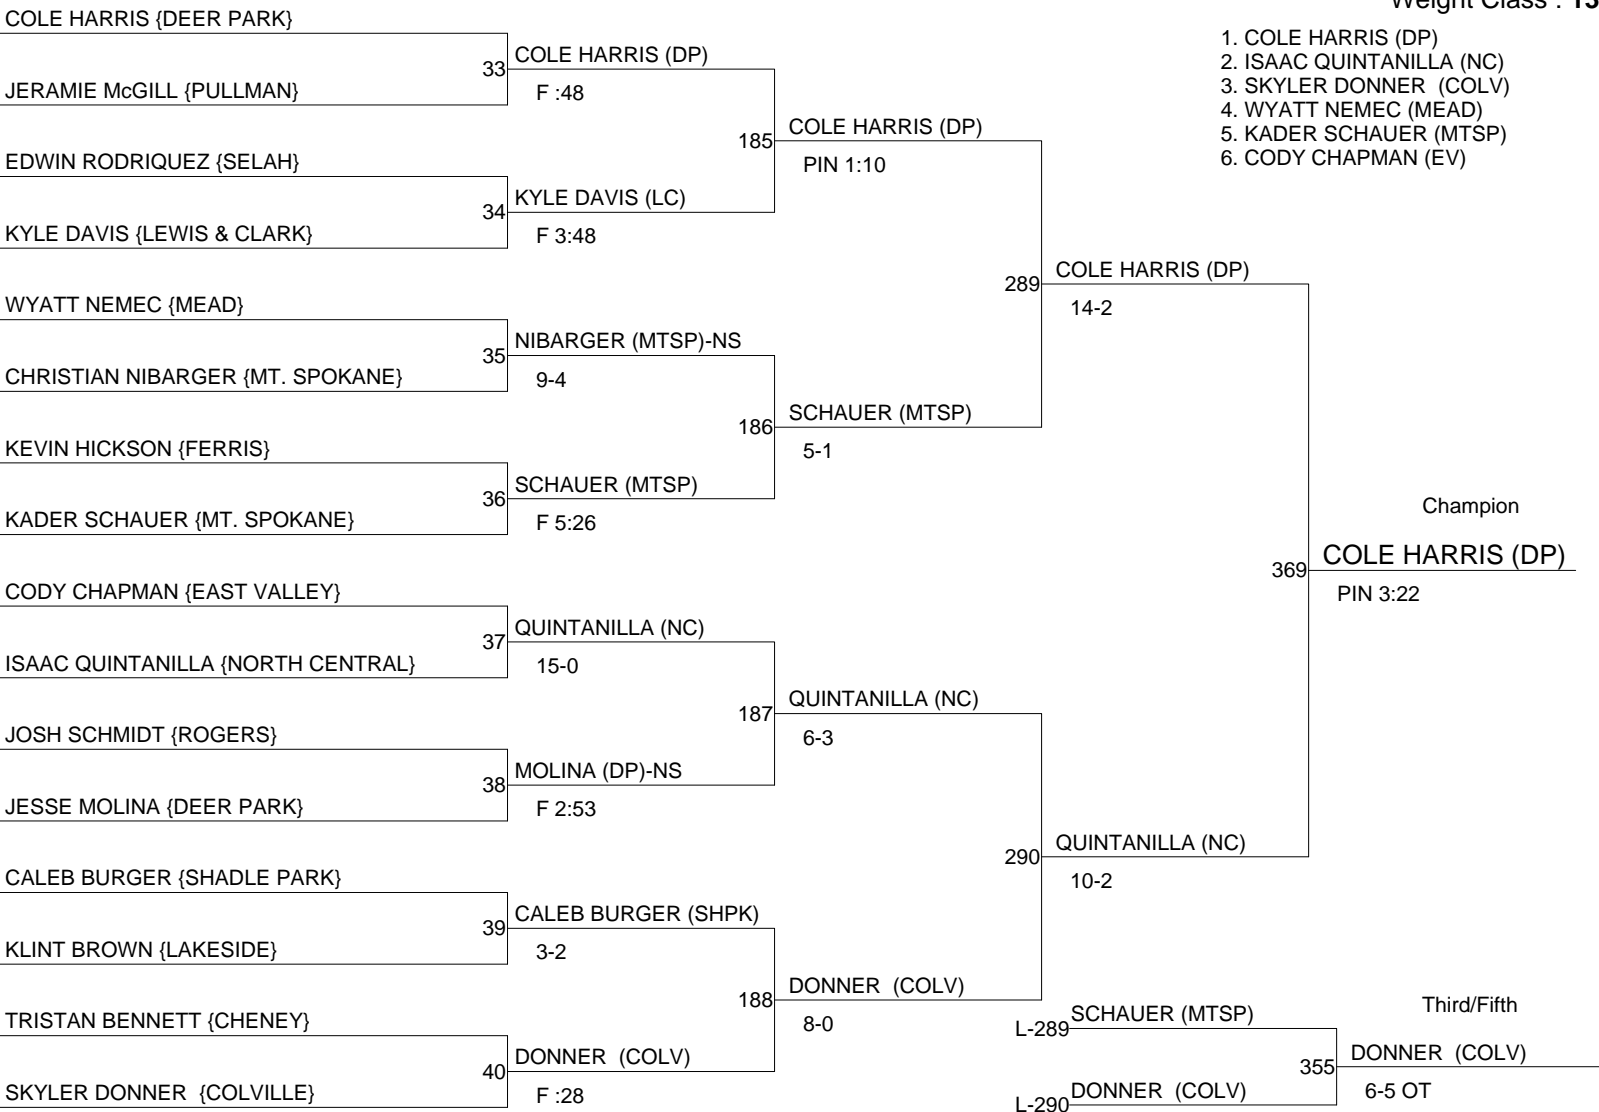 Weight Class : 13
1. COLE HARRIS (DP)
2. ISAAC QUINTANILLA (NC)
3. SKYLER DONNER (COLV)
4. WYATT NEMEC (MEAD)
5. KADER SCHAUER (MTSP)
6. CODY CHAPMAN (EV)
COLE HARRIS {DEER PARK}
JERAMIE McGILL {PULLMAN}
EDWIN RODRIQUEZ {SELAH}
KYLE DAVIS {LEWIS & CLARK}
WYATT NEMEC {MEAD}
CHRISTIAN NIBARGER {MT. SPOKANE}
KEVIN HICKSON {FERRIS}
KADER SCHAUER {MT. SPOKANE}
CODY CHAPMAN {EAST VALLEY}
ISAAC QUINTANILLA {NORTH CENTRAL}
JOSH SCHMIDT {ROGERS}
JESSE MOLINA {DEER PARK}
CALEB BURGER {SHADLE PARK}
KLINT BROWN {LAKESIDE}
TRISTAN BENNETT {CHENEY}
SKYLER DONNER {COLVILLE}
33 COLE HARRIS (DP)
F :48
34 KYLE DAVIS (LC)
F 3:48
35 NIBARGER (MTSP)-NS
9-4
36 SCHAUER (MTSP)
F 5:26
37 QUINTANILLA (NC)
15-0
38 MOLINA (DP)-NS
F 2:53
39 CALEB BURGER (SHPK)
3-2
40 DONNER (COLV)
F :28
185 COLE HARRIS (DP)
PIN 1:10
186 SCHAUER (MTSP)
5-1
187 QUINTANILLA (NC)
6-3
188 DONNER (COLV)
8-0
289 COLE HARRIS (DP)
14-2
290 QUINTANILLA (NC)
10-2
Champion
369 COLE HARRIS (DP)
PIN 3:22
Third/Fifth
L-289 SCHAUER (MTSP)
L-290 DONNER (COLV)
355 DONNER (COLV)
6-5 OT